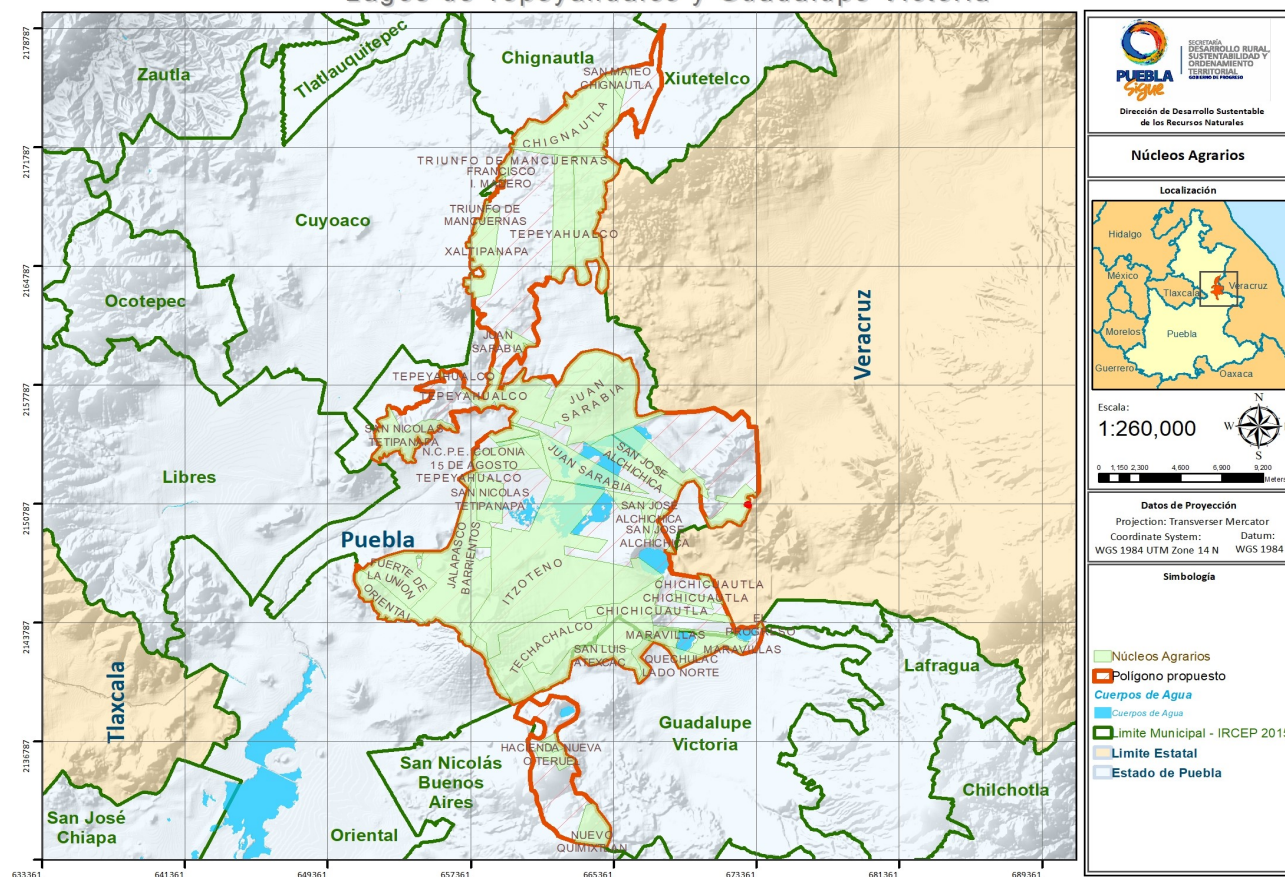 Lagos de Tepeyahualco y Guadalupe Victoria
2178787
2171787
2164787
2157787
2150787
2143787
2136787
633361
641361
649361
657361
665361
673361
681361
689361
Zautla
Tlatlauquitepec
Chignautla
Xiutetelco
Cuyoaco
Ocotepec
Libres
Puebla
Veracruz
Tlaxcala
San José
Chiapa
Oriental
San Nicolás
Buenos
Aires
Guadalupe
Victoria
Lafragua
Chilchotla
SAN MATEO
CHIGNAUTLA
CHIGNAUTLA
TRIUNFO DE MANCUERNAS
FRANCISCO
I. MADERO
TRIUNFO DE
MANCUERNAS
TEPEYAHUALCO
XALTIPANAPA
JUAN
SARABIA
TEPEYAHUALCO
TEPEYAHUALCO
JUAN
SARABIA
SAN NICOLAS
TETIPANAPA
N.C.P.E. COLONIA
15 DE AGOSTO
TEPEYAHUALCO
SAN NICOLAS
TETIPANAPA
JUAN SARABIA
SAN JOSE
ALCHICHICA
SAN JOSE
ALCHICHICA
SAN JOSE
ALCHICHICA
JALAPASCO
BARRIENTOS
FUERTE DE
LA UNION
ORIENTAL
ITZOTENO
CHICHICUAUTLA
CHICHICUAUTLA
CHICHICUAUTLA
EL
PROGRESO
MARAVILLAS
MARAVILLAS
TECHACHALCO
SAN LUIS
ATEXCAC
QUECHULAC
LADO NORTE
HACIENDA NUEVA
O TERUEL
NUEVO
QUIMIXTLAN
PUEBLA
Sigue
SECRETARÍA
DESARROLLO RURAL,
SUSTENTABILIDAD Y
ORDENAMIENTO
TERRITORIAL
GOBIERNO DE PROGRESO
Dirección de Desarrollo Sustentable
de los Recursos Naturales
Núcleos Agrarios
Localización
Hidalgo
México
Tlaxcala
Veracruz
Morelos
Puebla
Guerrero
Oaxaca
Escala:
1:260,000
N
W
E
S
0 1,150 2,300 4,600 6,900 9,200
Meters
Datos de Proyección
Projection: Transverser Mercator
Coordinate System:
WGS 1984 UTM Zone 14 N
Datum:
WGS 1984
Simbología
Núcleos Agrarios
Polígono propuesto
Cuerpos de Agua
Cuerpos de Agua
Limite Municipal - IRCEP 2015
Limite Estatal
Estado de Puebla